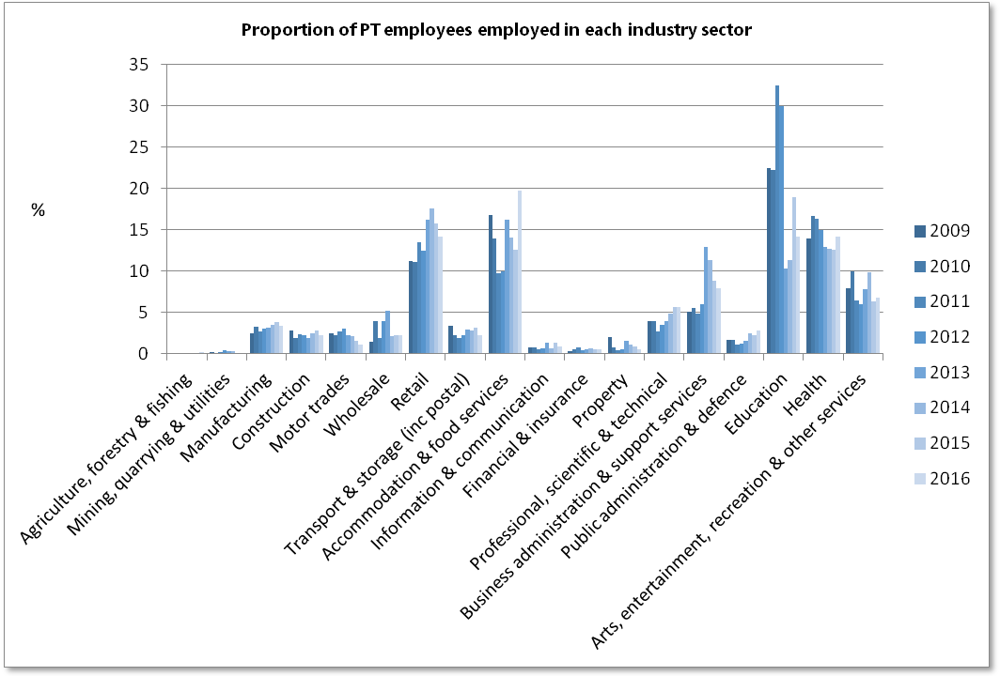 Proportion of PT employees employed in each industry sector
35
30
25
20
15
10
5
0
%
Agriculture, forestry & fishing
Mining, quarrying & utilities
Manufacturing
Construction
Motor trades
Wholesale
Retail
Transport & storage (inc postal)
Accommodation & food services
Information & communication
Financial & insurance
Property
Professional, scientific & technical
Business administration & support services
Public administration & defence
Education
Health
Arts, entertainment, recreation & other services
2009
2010
2011
2012
2013
2014
2015
2016